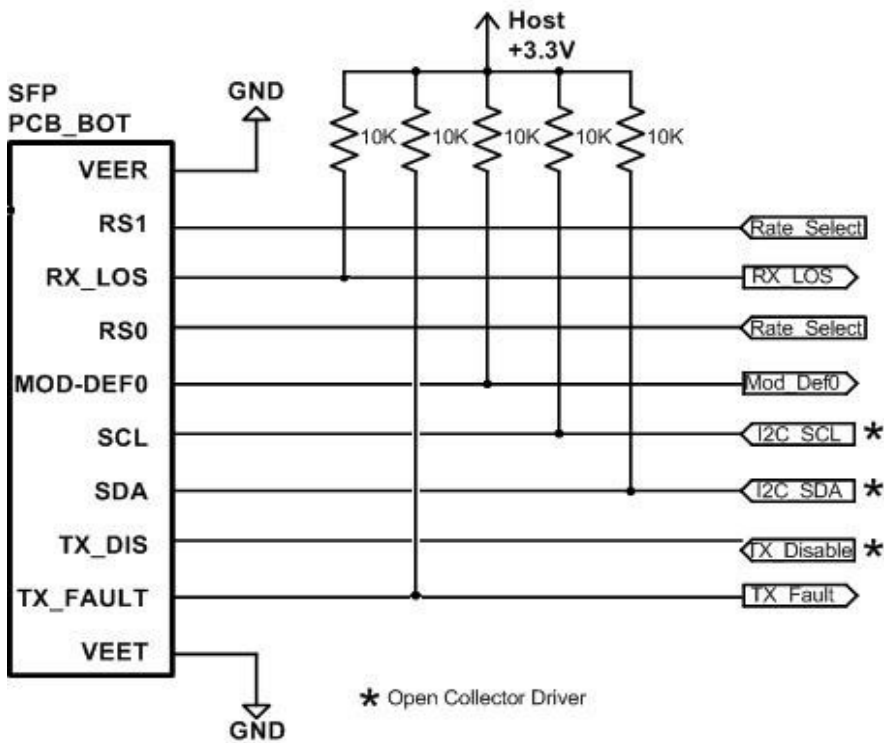 Host
+3.3V
SFP
PCB_BOT
GND
10K 10K 10K 10K 10K
VEER
RS1 Rate_Select
RX_LOS RX_LOS
RS0 Rate_Select
MOD-DEF0 Mod_Def0
SCL I2C_SCL *
SDA I2C_SDA *
TX_DIS TX_Disable *
TX_FAULT TX_Fault
VEET
* Open Collector Driver
GND